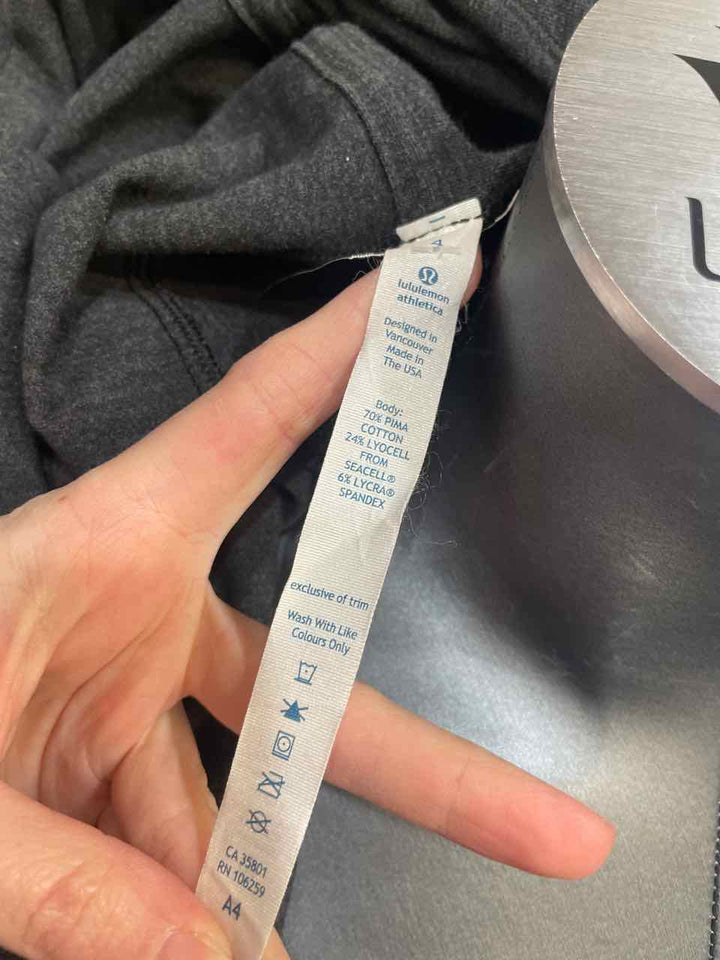 4
lululemon
athletica
Designed in
Vancouver
Made in
The USA
Body:
70% PIMA
COTTON
24% LYOCELL
FROM
SEACELL®
6% LYCRA®
SPANDEX
exclusive of trim
Wash With Like
Colours Only
CA 35801
RN 106259
A4